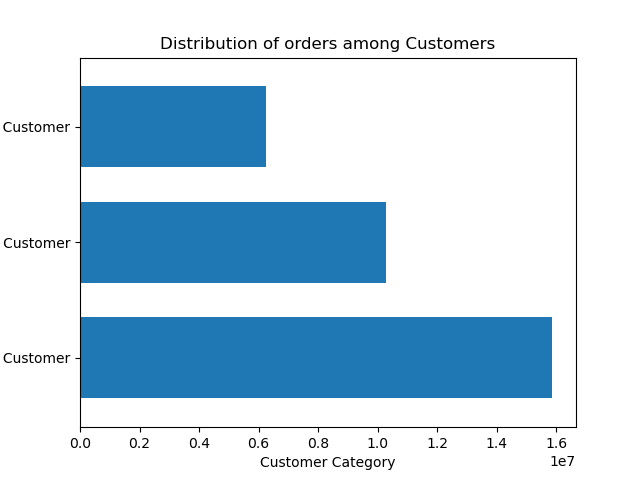 Distribution of orders among Customers
Customer
Customer
Customer
0.0 0.2 0.4 0.6 0.8 1.0 1.2 1.4 1.6
1e7
Customer Category